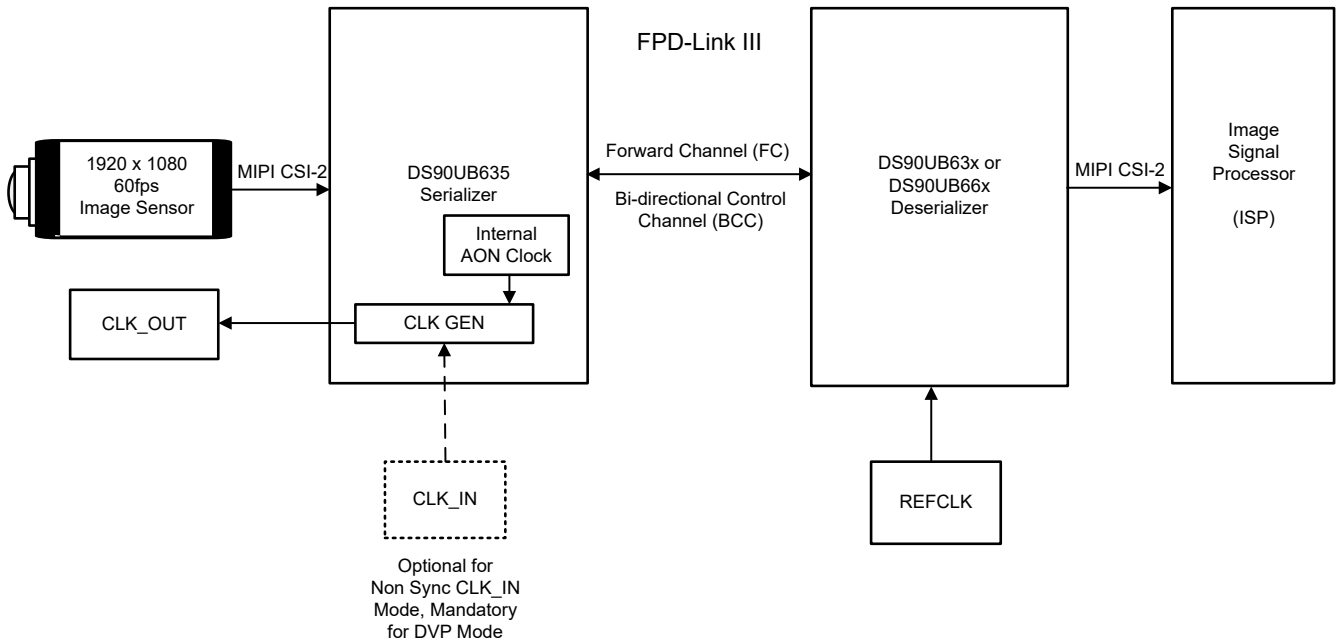 FPD-Link III
1920 x 1080
60fps
Image Sensor
MIPI CSI-2
DS90UB635
Serializer
Internal
AON Clock
CLK GEN
CLK_OUT
CLK_IN
Optional for
Non Sync CLK_IN
Mode, Mandatory
for DVP Mode
Forward Channel (FC)
Bi-directional Control
Channel (BCC)
DS90UB63x or
DS90UB66x
Deserializer
REFCLK
MIPI CSI-2
Image
Signal
Processor
(ISP)